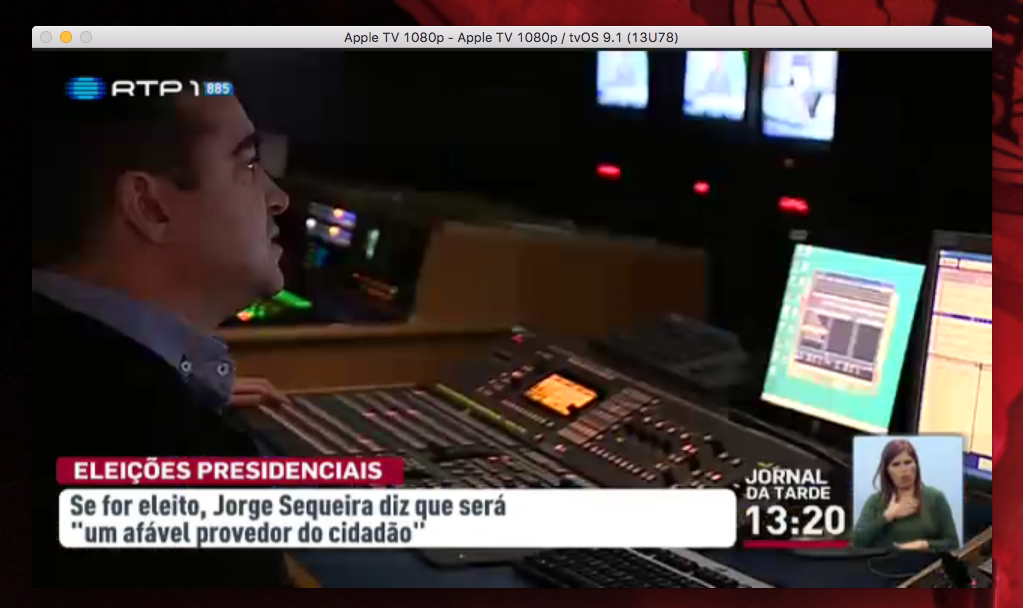 Apple TV 1080p - Apple TV 1080p / tvOS 9.1 (13U78)
RTP 1 885
ELEIÇÕES PRESIDENCIAIS
Se for eleito, Jorge Sequeira diz que será
"um afável provedor do cidadão"
JORNAL
DA TARDE
13:20